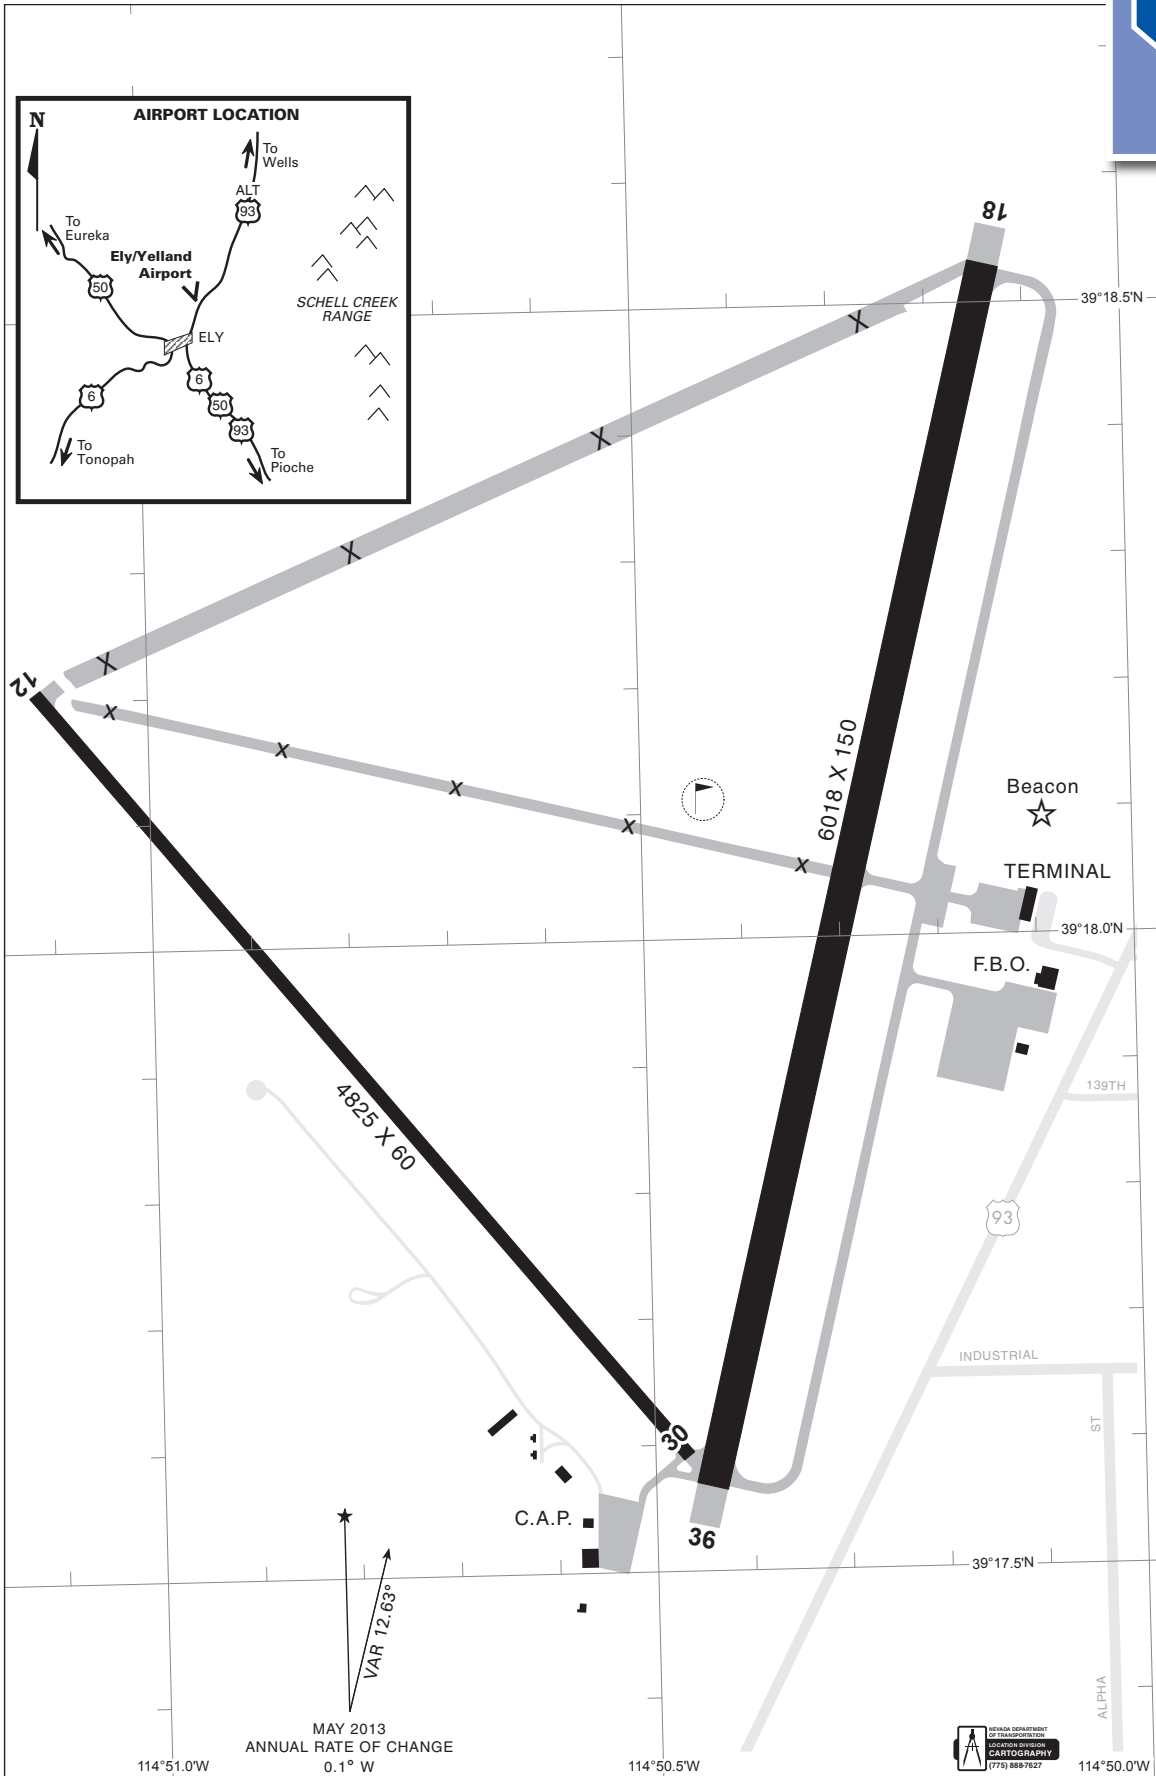 AIRPORT LOCATION
N
To
Wells
ALT
93
To
Eureka
Ely/Yelland
Airport
50
SCHELL CREEK
RANGE
ELY
6
6
50
93
To
Tonopah
To
Pioche
18
39°18.5'N
12
X
X
X
X
X
X
X
X
X
6018 X 150
Beacon
TERMINAL
39°18.0'N
F.B.O.
139TH
4825 X 60
93
INDUSTRIAL
ST
30
C.A.P.
36
39°17.5'N
VAR 12.63°
ALPHA
MAY 2013
ANNUAL RATE OF CHANGE
0.1° W
NEVADA DEPARTMENT
OF TRANSPORTATION
LOCATION DIVISION
CARTOGRAPHY
(775) 888-7627
114°51.0'W
114°50.5'W
114°50.0'W